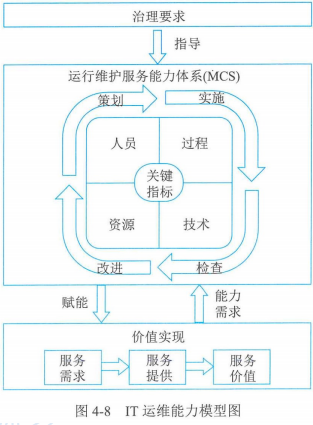 治理要求
指导
运行维护服务能力体系(MCS)
策划
实施
人员
过程
关键
指标
资源
技术
改进
检查
赋能
能力
需求
价值实现
服务
需求
服务
提供
服务
价值
图 4-8 IT 运维能力模型图